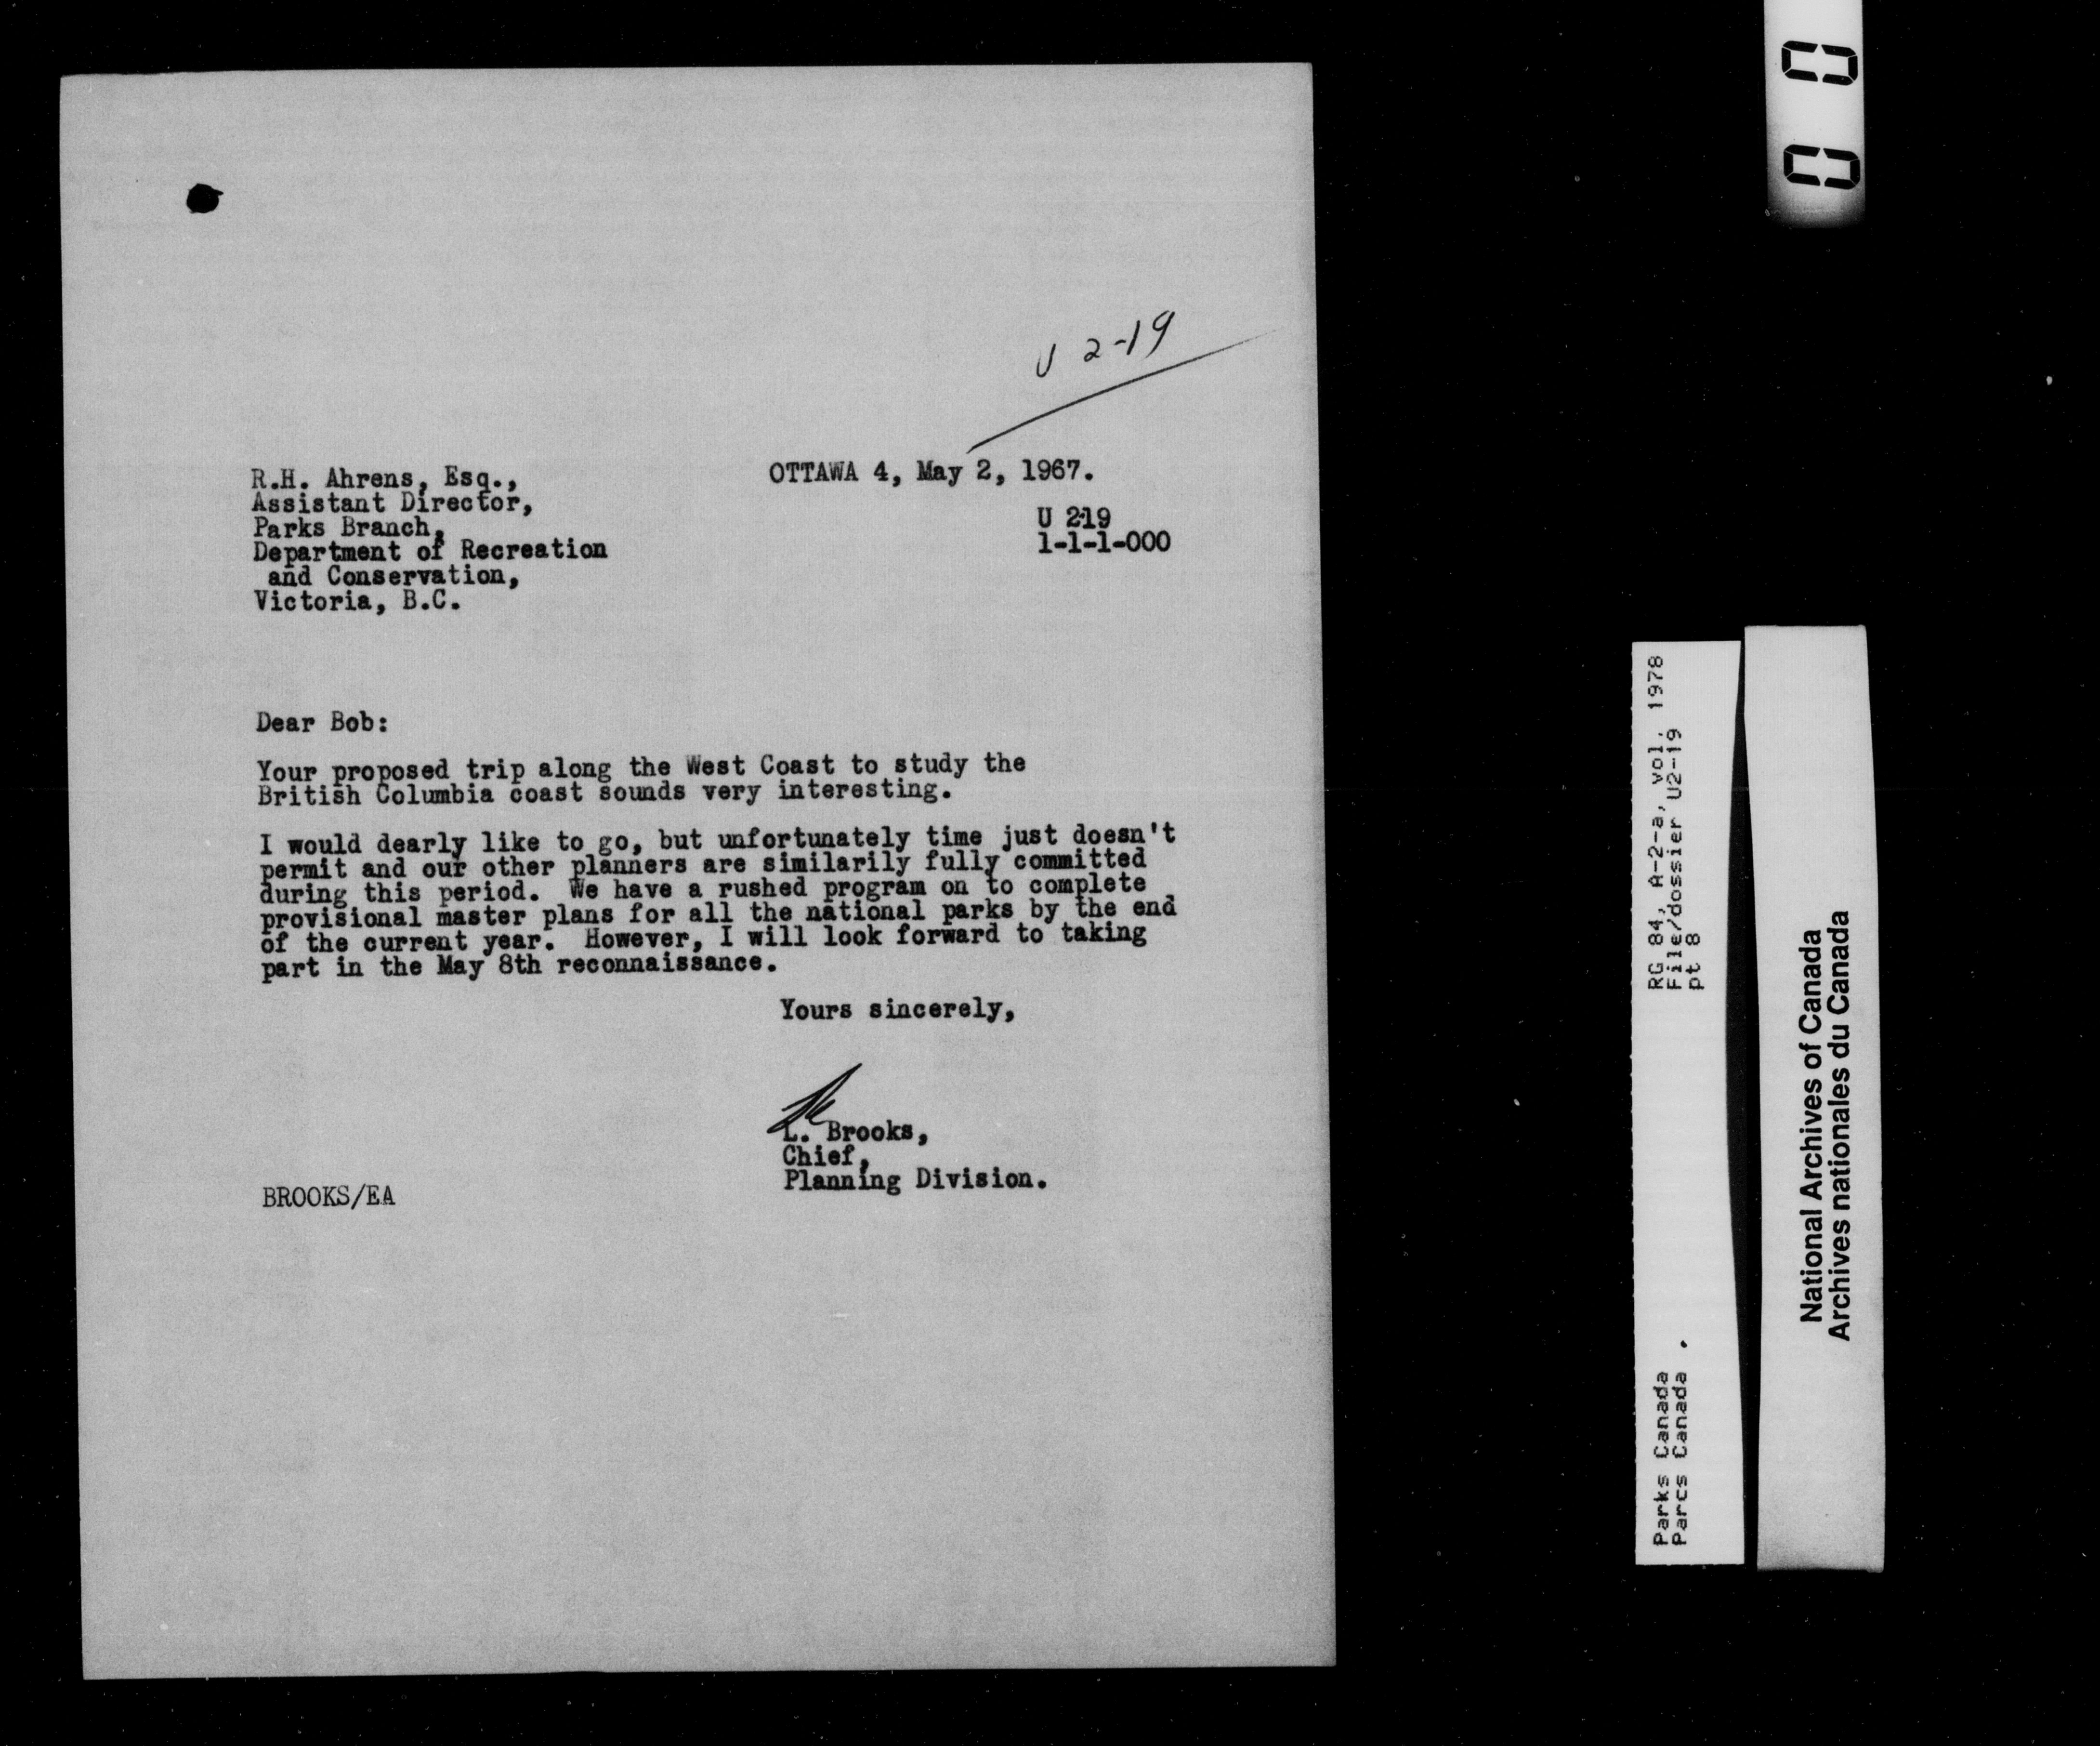 U 2-19
R.H. Ahrens, Esq.,
Assistant Director,
Parks Branch,
Department of Recreation
and Conservation,
Victoria, B.C.
OTTAWA 4, May 2, 1967.
U 2-19
1-1-1-000
Dear Bob:
Your proposed trip along the West Coast to study the
British Columbia coast sounds very interesting.
I would dearly like to go, but unfortunately time just doesn't
permit and our other planners are similarily fully committed
during this period. We have a rushed program on to complete
provisional master plans for all the national parks by the end
of the current year. However, I will look forward to taking
part in the May 8th reconnaissance.
Yours sincerely,
L. Brooks,
Chief,
Planning Division.
BROOKS/EA
0 0
RG 84, A-2-a, vol. 1978
File/dossier U2-19
pt 8
Parks Canada
Parcs Canada
National Archives of Canada
Archives nationales du Canada